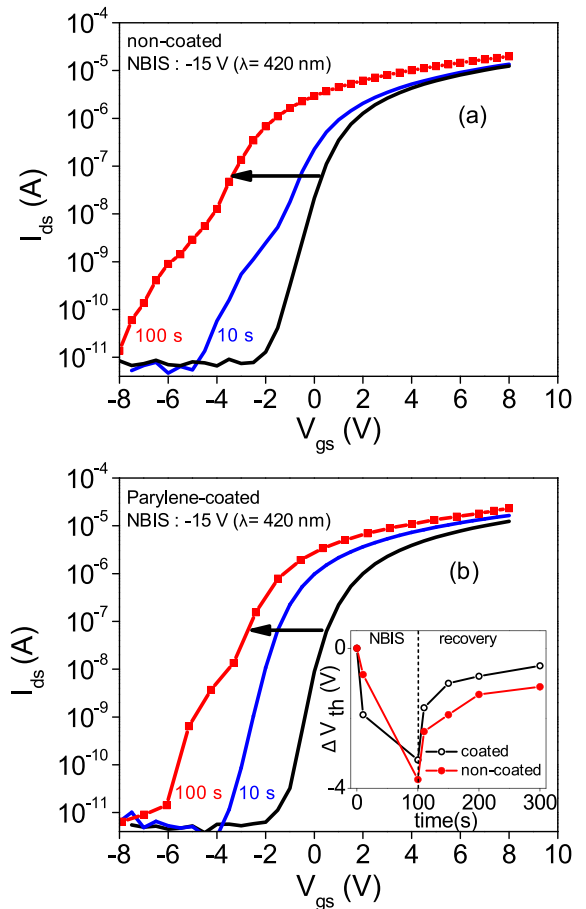 10⁻⁴
non-coated
NBIS : -15 V (λ= 420 nm)
10⁻⁵
(a)
10⁻⁶
10⁻⁷
I_ds (A)
10⁻⁸
10⁻⁹
10⁻¹⁰
100 s 10 s
10⁻¹¹
-8 -6 -4 -2 0 2 4 6 8 10
V_gs (V)
10⁻⁴
Parylene-coated
NBIS : -15 V (λ= 420 nm)
10⁻⁵
(b)
10⁻⁶
10⁻⁷
I_ds (A)
10⁻⁸
10⁻⁹
10⁻¹⁰
100 s 10 s
10⁻¹¹
-8 -6 -4 -2 0 2 4 6 8 10
V_gs (V)
0
NBIS recovery
Δ V_th (V)
coated
non-coated
-4
0 100 200 300
time(s)